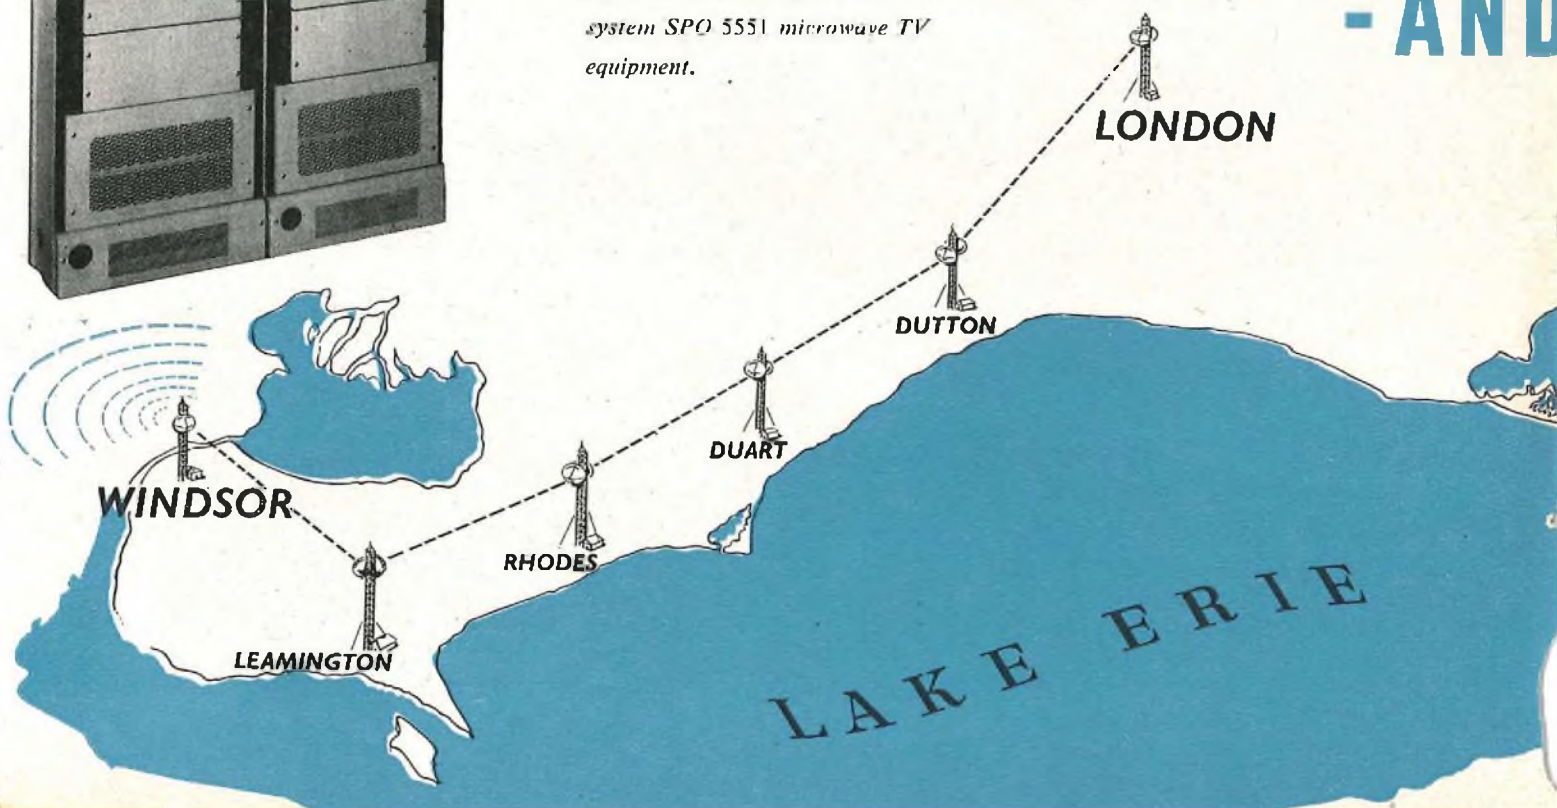 system SPO 5551 microwave TV
equipment.
- AND
LONDON
DUTTON
DUART
WINDSOR
RHODES
LEAMINGTON
LAKE ERIE